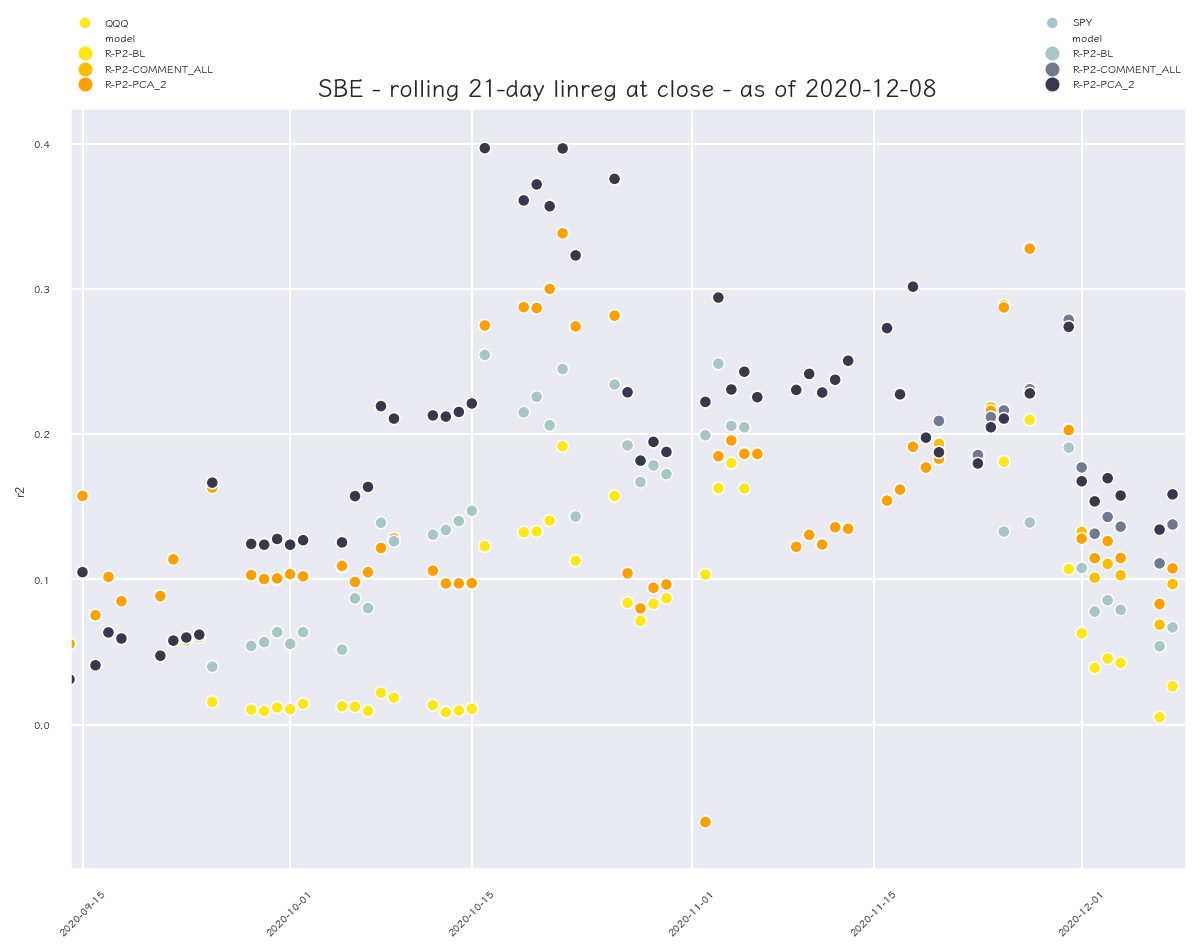 QQQ
model
R-P2-BL
R-P2-COMMENT_ALL
R-P2-PCA_2
SPY
model
R-P2-BL
R-P2-COMMENT_ALL
R-P2-PCA_2
SBE - rolling 21-day linreg at close - as of 2020-12-08
0.4
0.3
0.2
0.1
0.0
r2
2020-09-15
2020-10-01
2020-10-15
2020-11-01
2020-11-15
2020-12-01